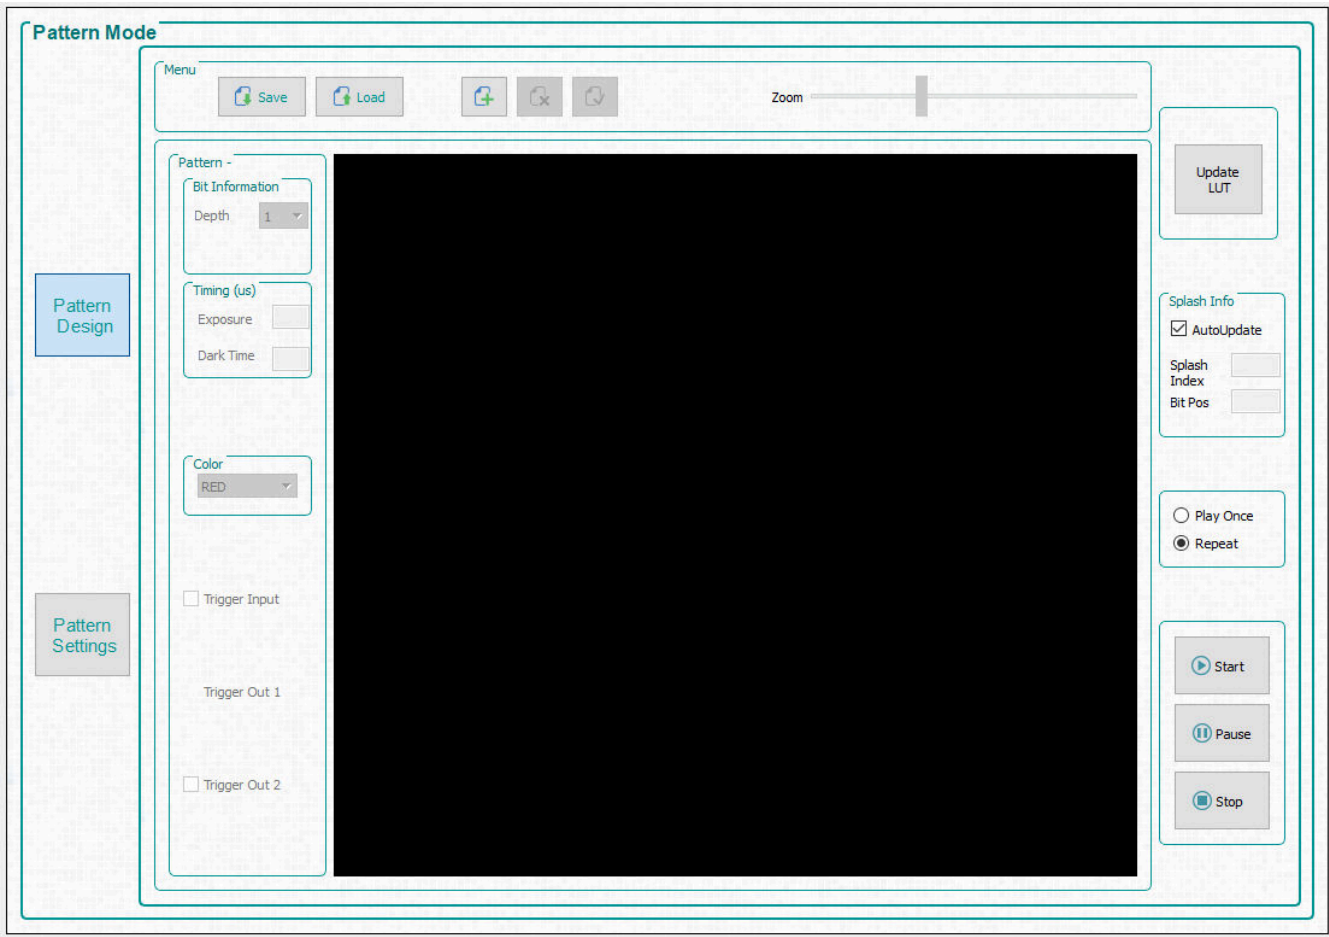 Pattern Mode
Menu
Save
Load
Zoom
Pattern -
Bit Information
Depth
1
Timing (us)
Exposure
Dark Time
Color
RED
Trigger Input
Trigger Out 1
Trigger Out 2
Pattern
Design
Pattern
Settings
Update
LUT
Splash Info
AutoUpdate
Splash
Index
Bit Pos
Play Once
Repeat
Start
Pause
Stop